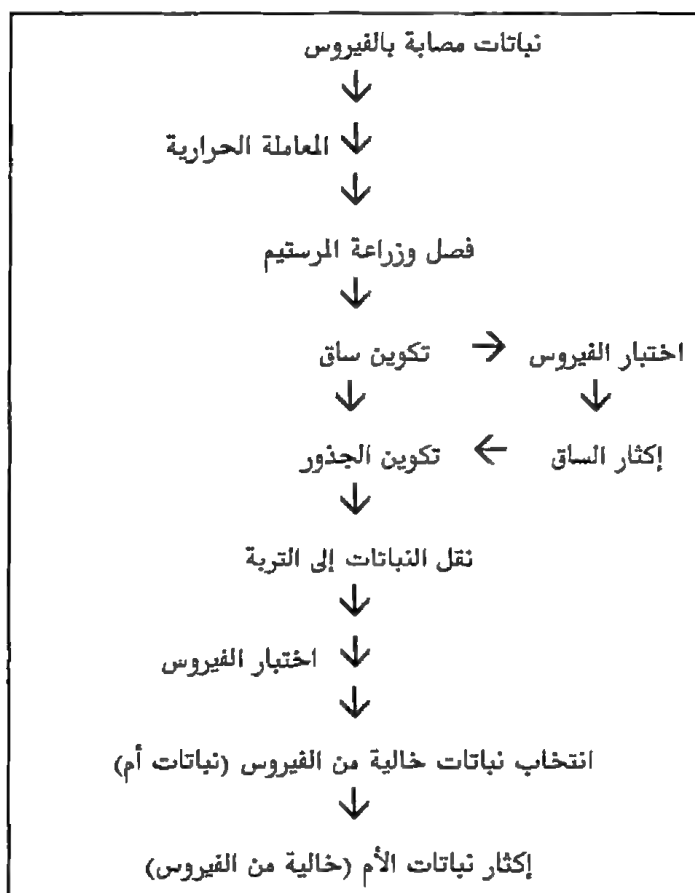 نباتات مصابة بالفيروس
المعاملة الحرارية
فصل وزراعة المرستيم
اختبار الفيروس → تكوين ساق
إكثار الساق ← تكوين الجذور
نقل النباتات إلى التربة
اختبار الفيروس
انتخاب نباتات خالية من الفيروس (نباتات أم)
إكثار نباتات الأم (خالية من الفيروس)